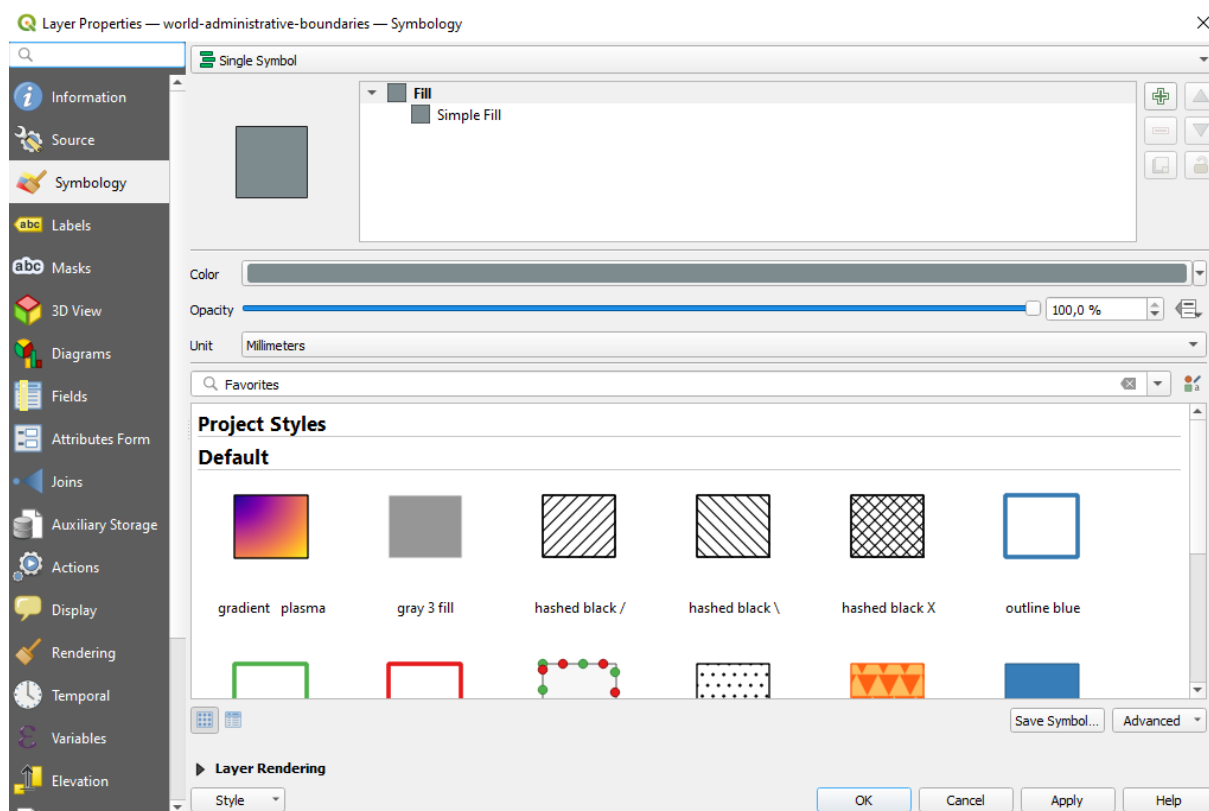 Layer Properties — world-administrative-boundaries — Symbology
Information
Source
Symbology
abc Labels
abc Masks
3D View
Diagrams
Fields
Attributes Form
Joins
Auxiliary Storage
Actions
Display
Rendering
Temporal
Variables
Elevation
Single Symbol
Fill
Simple Fill
Color
Opacity
100,0 %
Unit Millimeters
Favorites
Project Styles
Default
gradient plasma
gray 3 fill
hashed black /
hashed black \
hashed black X
outline blue
Save Symbol...
Advanced
Layer Rendering
Style
OK
Cancel
Apply
Help